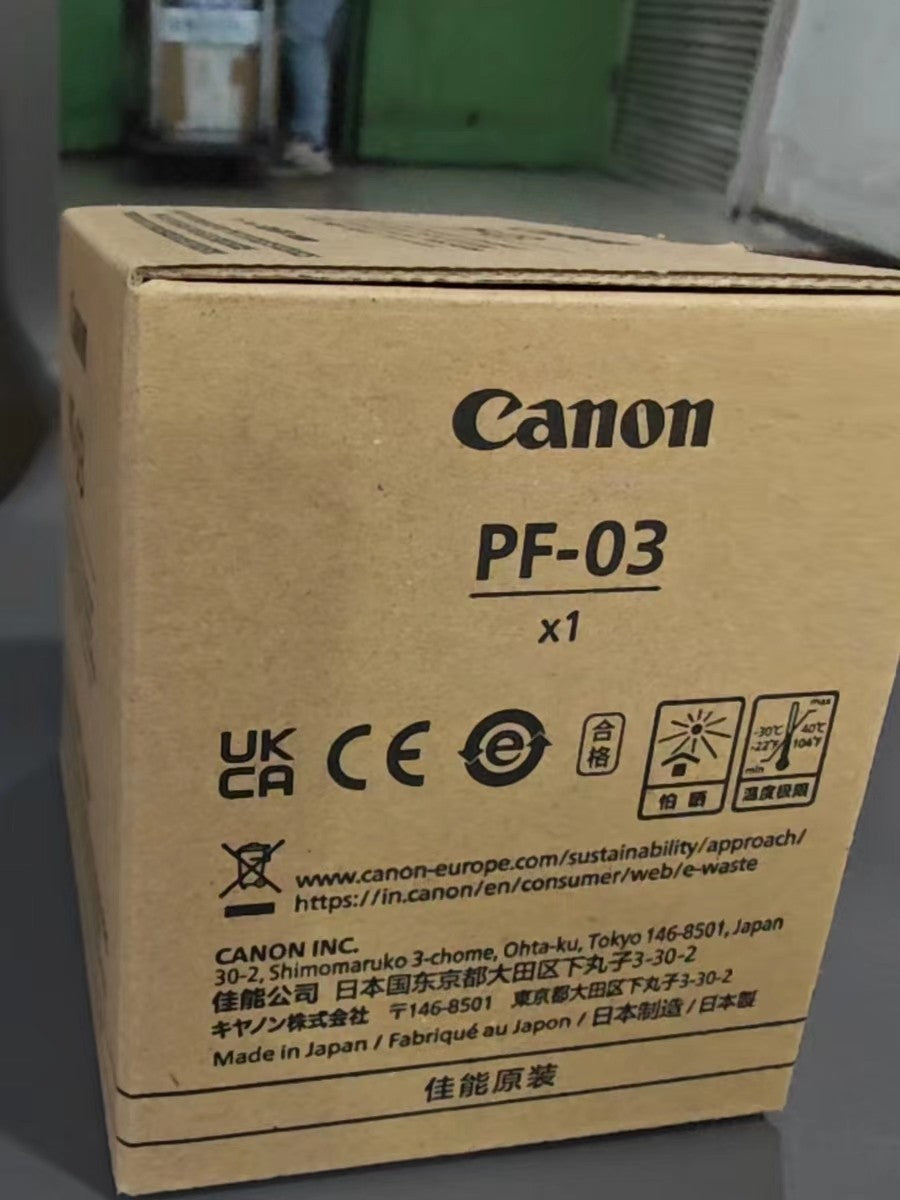 Canon
PF-03
x1
UK
CA
CE
e
合格
怕晒
max
-30℃
-22℉
40℃
104℉
min
温度极限
www.canon-europe.com/sustainability/approach/
https://in.canon/en/consumer/web/e-waste
CANON INC.
30-2, Shimomaruko 3-chome, Ohta-ku, Tokyo 146-8501, Japan
佳能公司 日本国东京都大田区下丸子3-30-2
キヤノン株式会社 〒146-8501 東京都大田区下丸子3-30-2
Made in Japan / Fabriqué au Japon / 日本制造 / 日本製
佳能原装